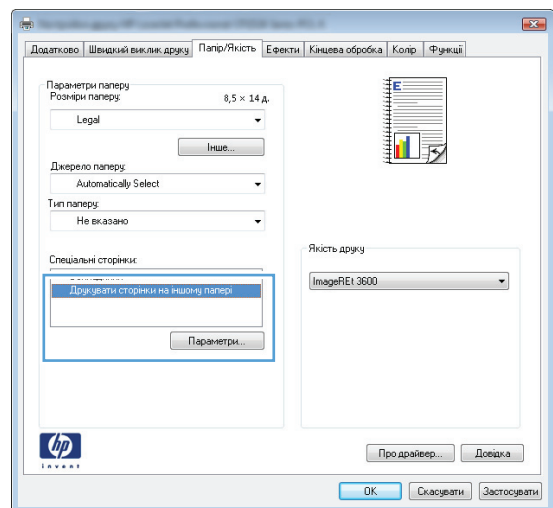 Додатково Швидкий виклик друку Папір/Якість Ефекти Кінцева обробка Колір Функції
Параметри паперу
Розміри паперу: 8,5 × 14 д.
Legal
Інше...
Джерело паперу:
Automatically Select
Тип паперу:
Не вказано
Спеціальні сторінки:
Друкувати сторінки на іншому папері
Параметри...
Якість друку
ImageREt 3600
E
hp
invent
Про драйвер... Довідка
OK Скасувати Застосувати